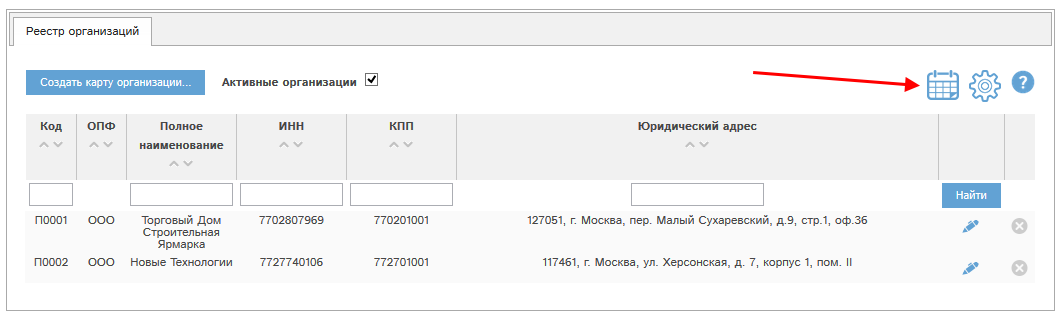 Реестр организаций
Создать карту организации...
Активные организации
?
Код ОПФ Полное наименование ИНН КПП Юридический адрес
Найти
П0001 ООО Торговый Дом Строительная Ярмарка 7702807969 770201001 127051, г. Москва, пер. Малый Сухаревский, д.9, стр.1, оф.36
П0002 ООО Новые Технологии 7727740106 772701001 117461, г. Москва, ул. Херсонская, д. 7, корпус 1, пом. II